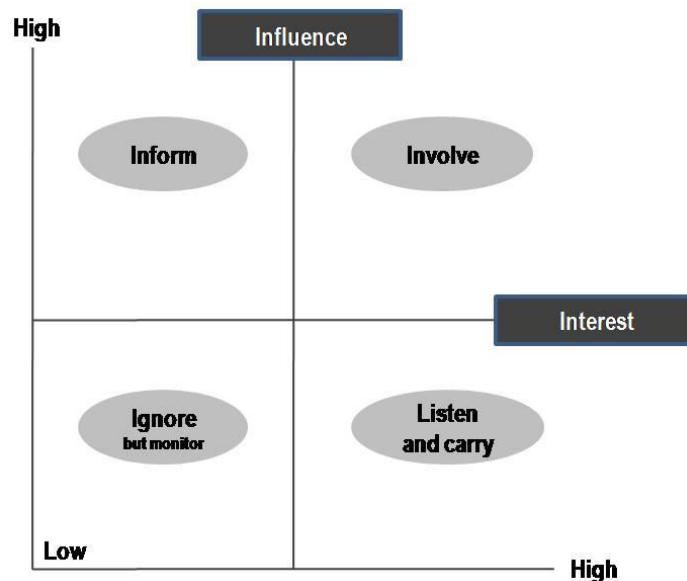 High
Influence
Inform
Involve
Interest
Ignore
but monitor
Listen
and carry
Low
High